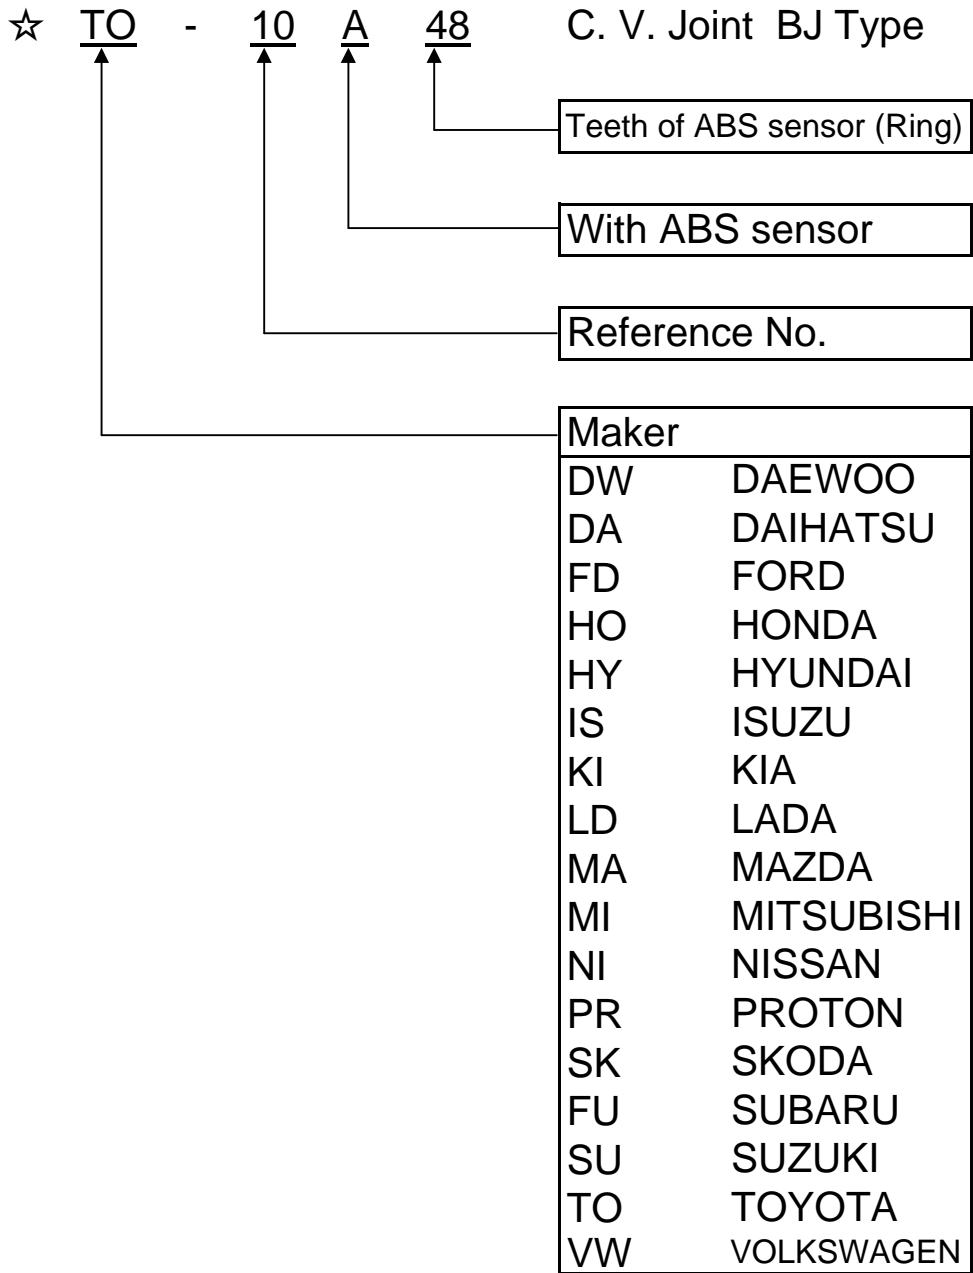 ☆ TO - 10 A 48 C. V. Joint BJ Type
Teeth of ABS sensor (Ring)
With ABS sensor
Reference No.
Maker
DW DAEWOO
DA DAIHATSU
FD FORD
HO HONDA
HY HYUNDAI
IS ISUZU
KI KIA
LD LADA
MA MAZDA
MI MITSUBISHI
NI NISSAN
PR PROTON
SK SKODA
FU SUBARU
SU SUZUKI
TO TOYOTA
VW VOLKSWAGEN